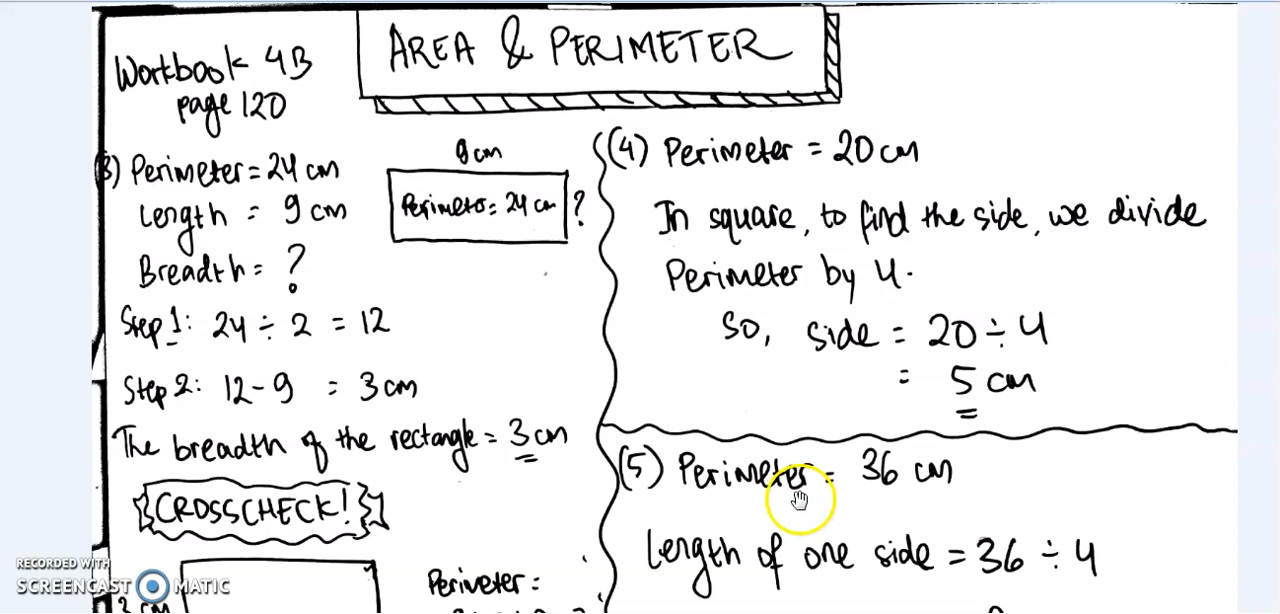 AREA & PERIMETER
Workbook 4B
page 120
(3) Perimeter = 24 cm
Length = 9 cm
Breadth = ?
9 cm
Perimeter = 24 cm
?
Step 1: 24 ÷ 2 = 12
Step 2: 12 - 9 = 3 cm
The breadth of the rectangle = 3 cm
CROSSCHECK!
3 cm
Perimeter:
(4) Perimeter = 20 cm
In square, to find the side, we divide
Perimeter by 4.
So, side = 20 ÷ 4
= 5 cm
(5) Perimeter = 36 cm
Length of one side = 36 ÷ 4
RECORDED WITH
SCREENCAST MATIC